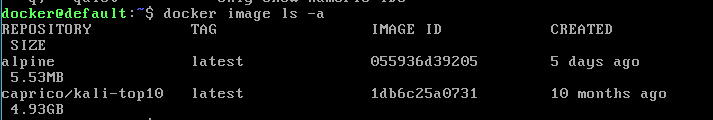 docker@default:~$ docker image ls -a
REPOSITORY TAG IMAGE ID CREATED
SIZE
alpine latest 055936d39205 5 days ago
5.53MB
caprico/kali-top10 latest 1db6c25a0731 10 months ago
4.93GB